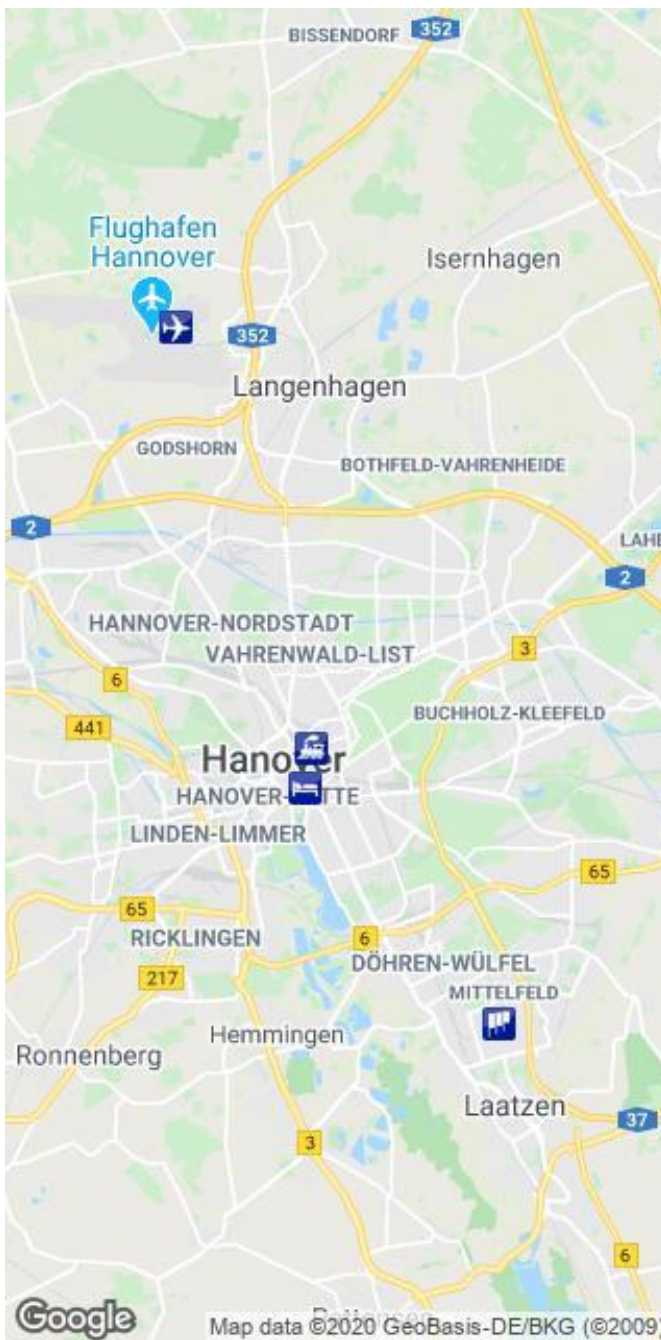 BISSENDORF
352
Flughafen
Hannover
Isernhagen
352
Langenhagen
GODSHORN
BOTHFELD-VAHRENHEIDE
2
LAHE
2
HANNOVER-NORDSTADT
VAHRENWALD-LIST
3
6
441
BUCHHOLZ-KLEEFELD
Hanover
LINDEN-LIMMER
65
65
RICKLINGEN
6
DÖHREN-WÜLFEL
217
MITTELFELD
Hemmingen
Ronnenberg
Laatzen
37
3
6
Google
Map data ©2020 GeoBasis-DE/BKG (©2009)